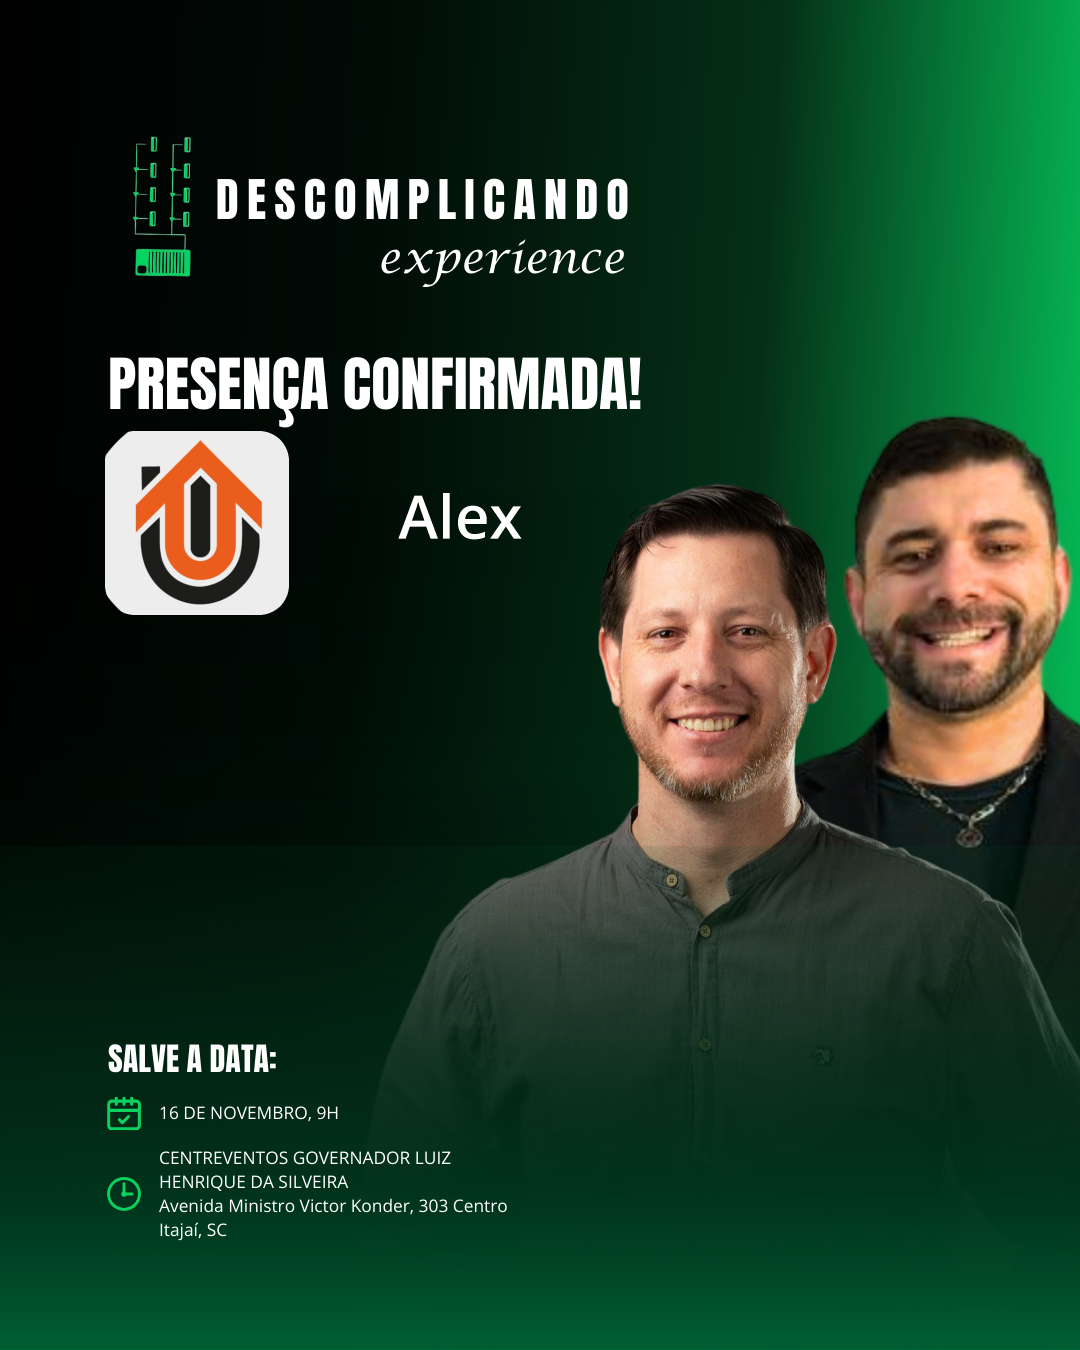 DESCOMPLICANDO
experience
PRESENÇA CONFIRMADA!
Alex
SALVE A DATA:
16 DE NOVEMBRO, 9H
CENTREVENTOS GOVERNADOR LUIZ
HENRIQUE DA SILVEIRA
Avenida Ministro Victor Konder, 303 Centro
Itajaí, SC